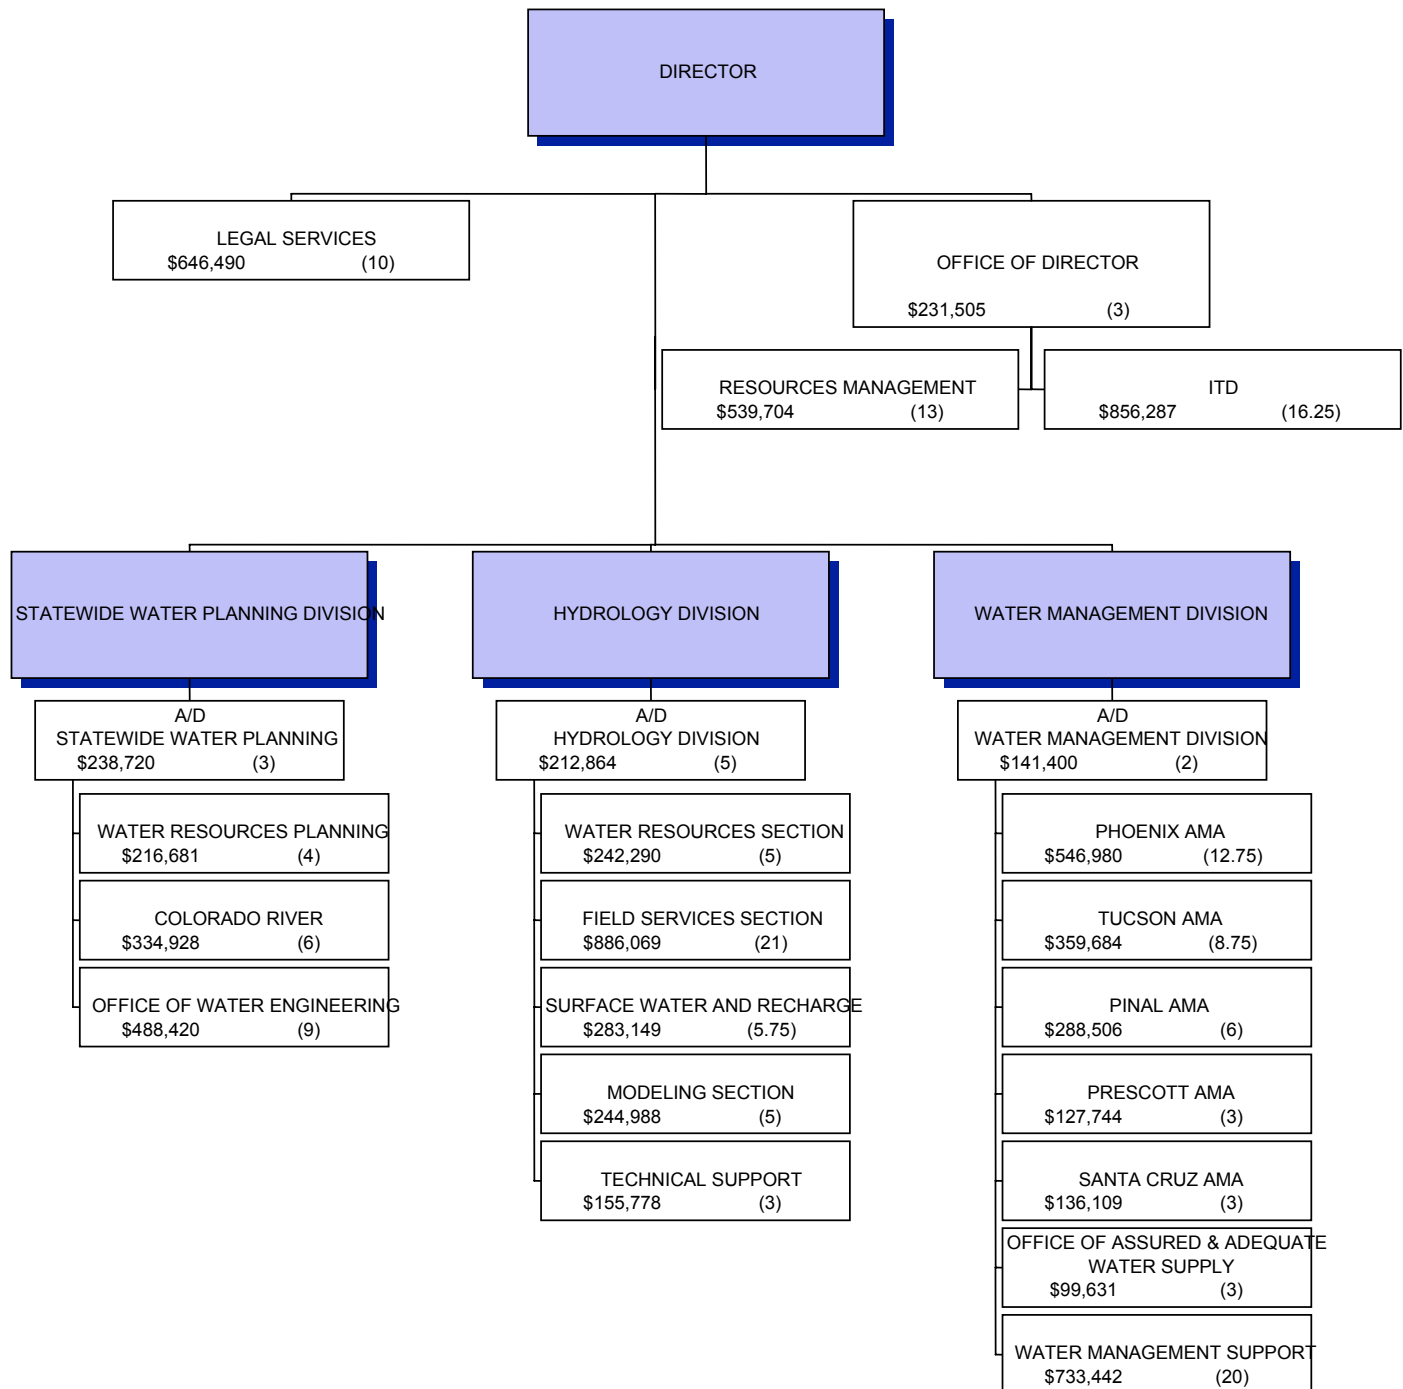 DIRECTOR
LEGAL SERVICES
$646,490 (10)
OFFICE OF DIRECTOR
$231,505 (3)
RESOURCES MANAGEMENT
$539,704 (13)
ITD
$856,287 (16.25)
STATEWIDE WATER PLANNING DIVISION
A/D
STATEWIDE WATER PLANNING
$238,720 (3)
WATER RESOURCES PLANNING
$216,681 (4)
COLORADO RIVER
$334,928 (6)
OFFICE OF WATER ENGINEERING
$488,420 (9)
HYDROLOGY DIVISION
A/D
HYDROLOGY DIVISION
$212,864 (5)
WATER RESOURCES SECTION
$242,290 (5)
FIELD SERVICES SECTION
$886,069 (21)
SURFACE WATER AND RECHARGE
$283,149 (5.75)
MODELING SECTION
$244,988 (5)
TECHNICAL SUPPORT
$155,778 (3)
WATER MANAGEMENT DIVISION
A/D
WATER MANAGEMENT DIVISION
$141,400 (2)
PHOENIX AMA
$546,980 (12.75)
TUCSON AMA
$359,684 (8.75)
PINAL AMA
$288,506 (6)
PRESCOTT AMA
$127,744 (3)
SANTA CRUZ AMA
$136,109 (3)
OFFICE OF ASSURED & ADEQUATE
WATER SUPPLY
$99,631 (3)
WATER MANAGEMENT SUPPORT
$733,442 (20)